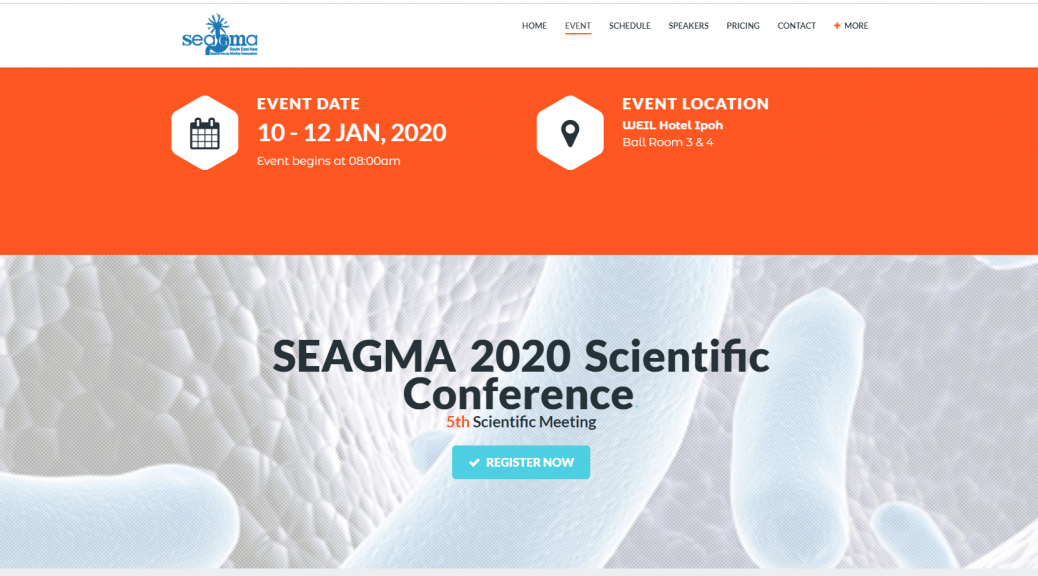 seagma
South East Asia
HOME EVENT SCHEDULE SPEAKERS PRICING CONTACT + MORE
EVENT DATE
10 - 12 JAN, 2020
Event begins at 08:00am
EVENT LOCATION
WEIL Hotel Ipoh
Ball Room 3 & 4
SEAGMA 2020 Scientific
Conference.
5th Scientific Meeting
REGISTER NOW